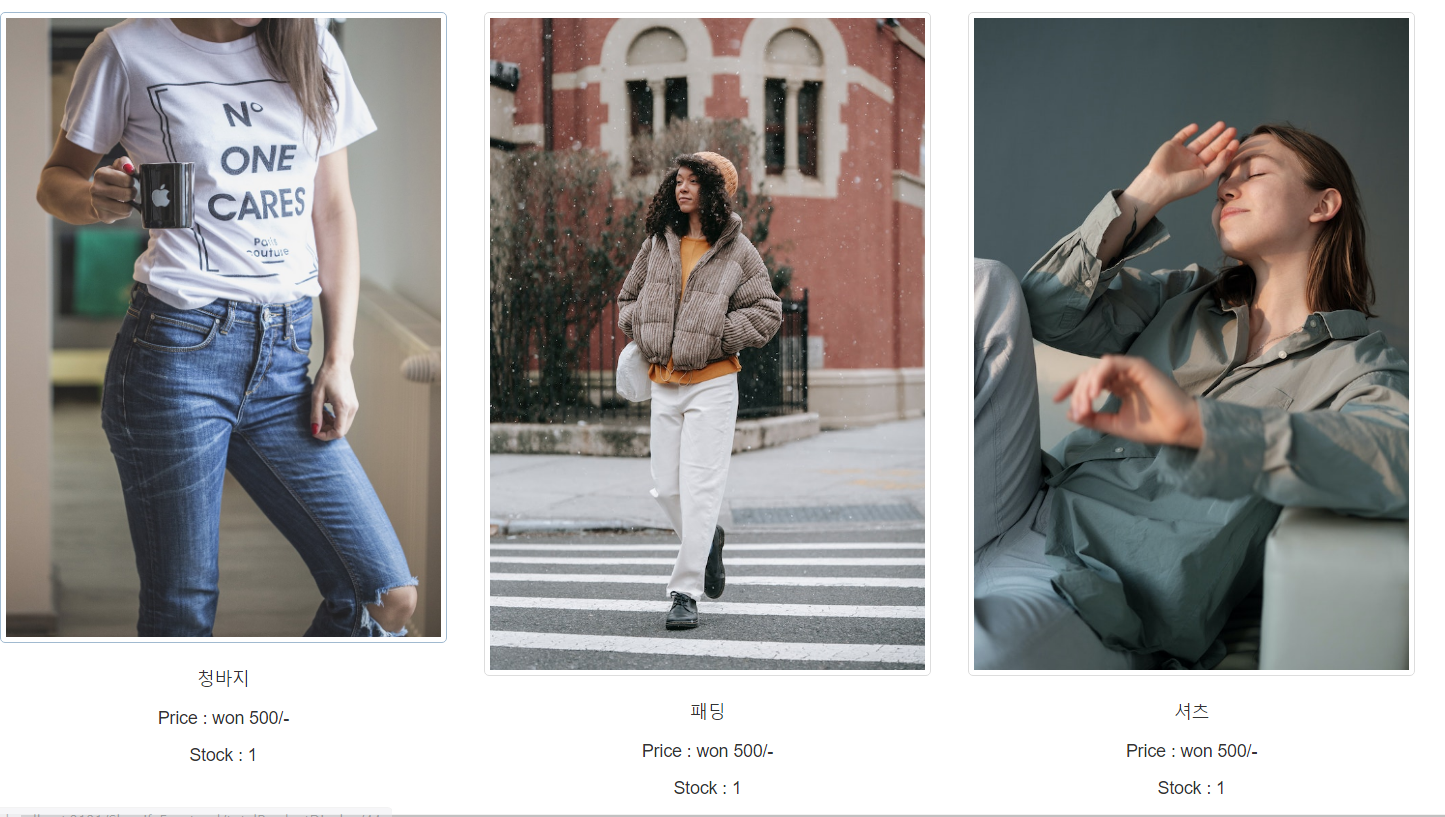 N°
ONE
CARES
Paris
couture
청바지
Price : won 500/-
Stock : 1
패딩
Price : won 500/-
Stock : 1
셔츠
Price : won 500/-
Stock : 1